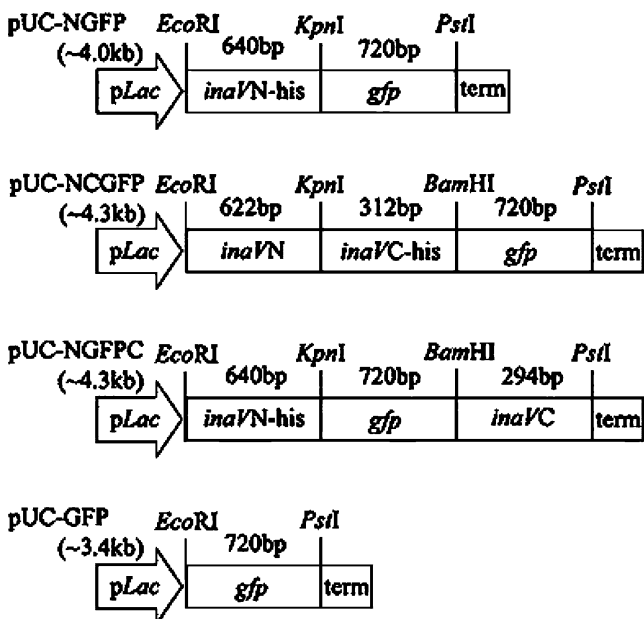 pUC-NGFP EcoRI KpnI PstI
(~4.0kb) 640bp 720bp
pLac inaVN-his gfp term
pUC-NCGFP EcoRI KpnI BamHI PstI
(~4.3kb) 622bp 312bp 720bp
pLac inaVN inaVC-his gfp term
pUC-NGFPC EcoRI KpnI BamHI PstI
(~4.3kb) 640bp 720bp 294bp
pLac inaVN-his gfp inaVC term
pUC-GFP EcoRI PstI
(~3.4kb) 720bp
pLac gfp term